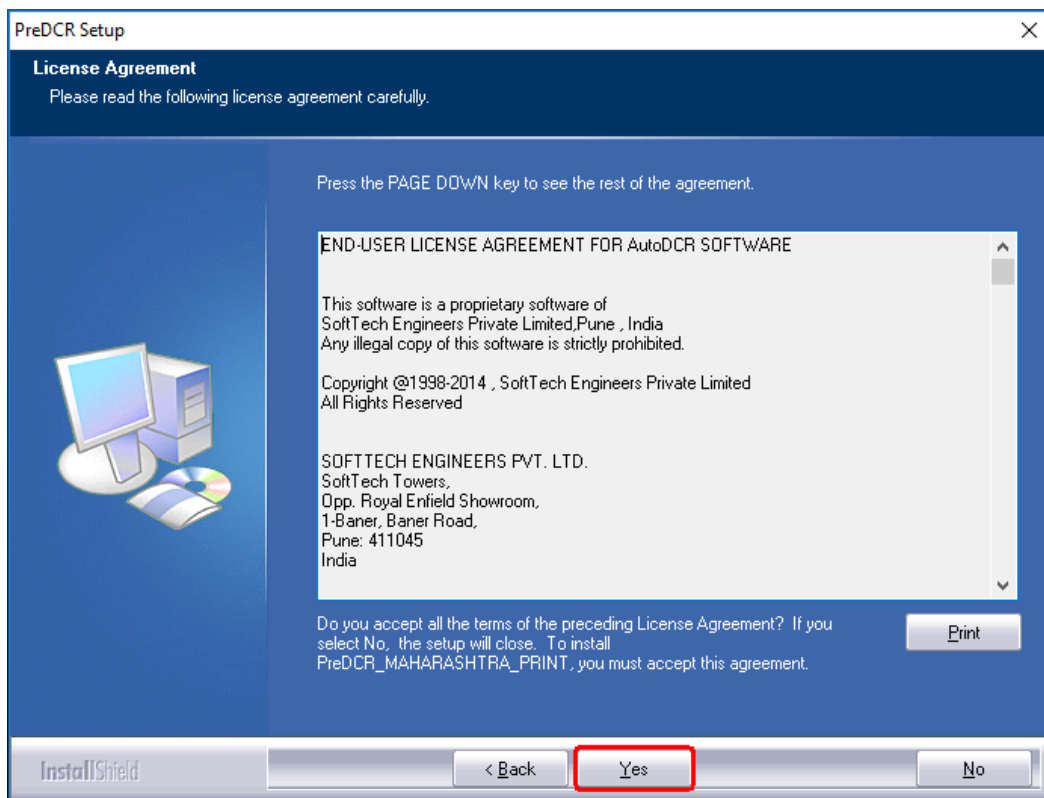 PreDCR Setup
License Agreement
Please read the following license agreement carefully.
Press the PAGE DOWN key to see the rest of the agreement.
END-USER LICENSE AGREEMENT FOR AutoDCR SOFTWARE
This software is a proprietary software of
SoftTech Engineers Private Limited,Pune , India
Any illegal copy of this software is strictly prohibited.
Copyright @1998-2014 , SoftTech Engineers Private Limited
All Rights Reserved
SOFTTECH ENGINEERS PVT. LTD.
SoftTech Towers,
Opp. Royal Enfield Showroom,
1-Baner, Baner Road,
Pune: 411045
India
Do you accept all the terms of the preceding License Agreement?  If you
select No,  the setup will close.  To install
PreDCR_MAHARASHTRA_PRINT, you must accept this agreement.
Print
InstallShield
< Back
Yes
No